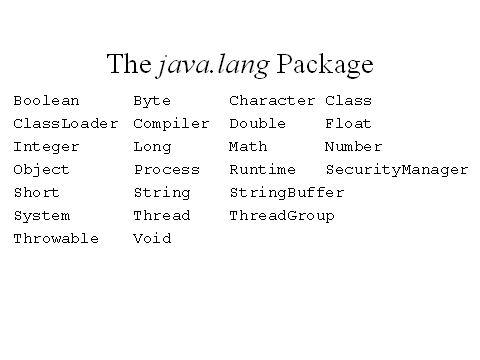 The java.lang Package
Boolean Byte Character Class
ClassLoader Compiler Double Float
Integer Long Math Number
Object Process Runtime SecurityManager
Short String StringBuffer
System Thread ThreadGroup
Throwable Void